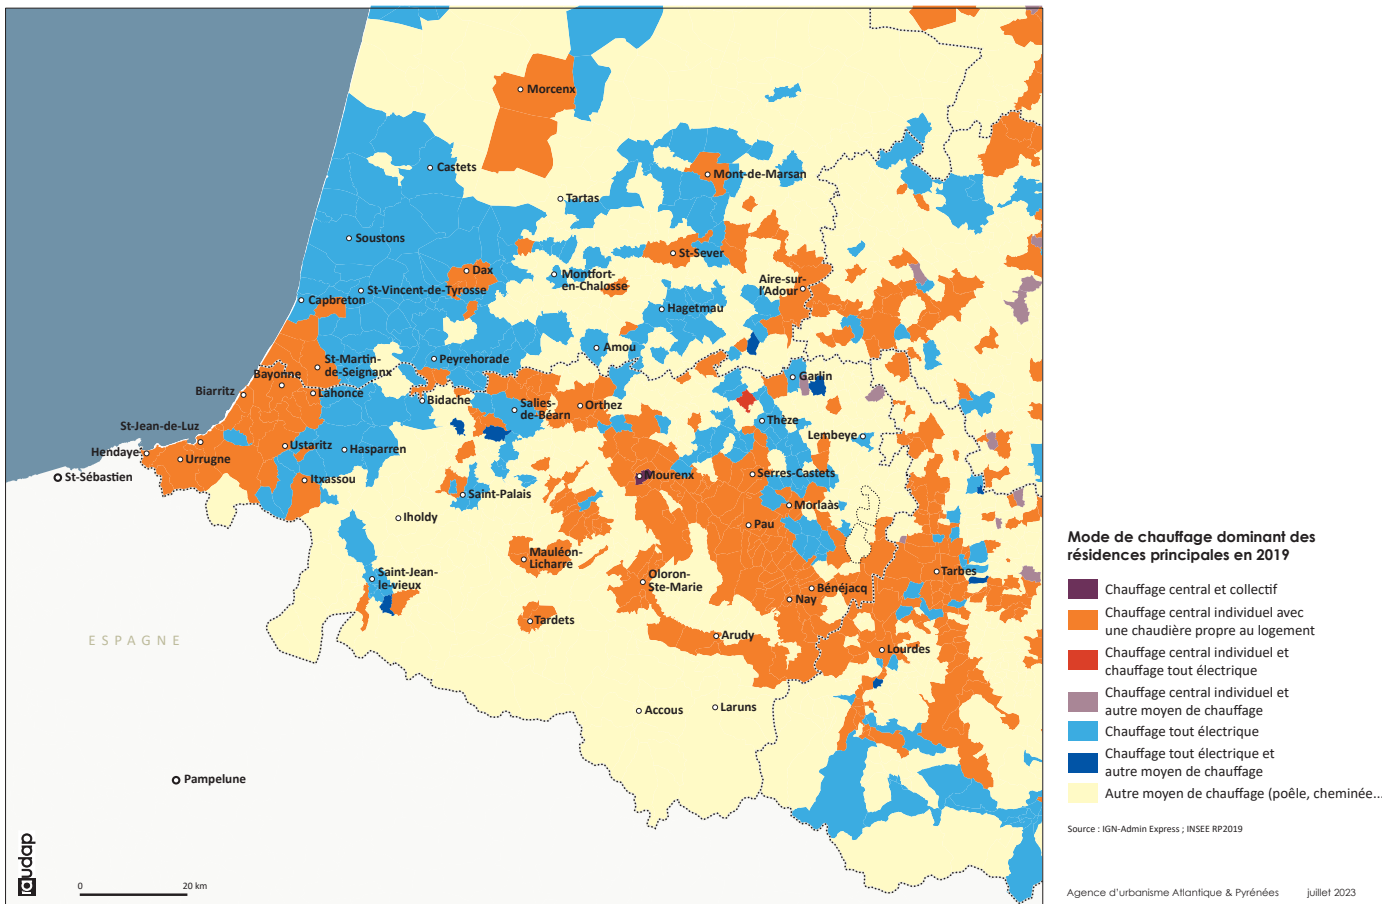 Morcenx
Castets
Mont-de-Marsan
Tartas
Soustons
St-Sever
Dax
Montfort-
en-Chalosse
Aire-sur-
l'Adour
St-Vincent-de-Tyrosse
Capbreton
Hagetmau
Amou
Peyrehorade
St-Martin-
de-Seignanx
Bayonne
Garlin
Biarritz
Lahonce
Bidache
Salies-
de-Béarn
Orthez
Thèze
St-Jean-de-Luz
Lembeye
Hendaye
Urrugne
Ustaritz
Hasparren
St-Sébastien
Itxassou
Mourenx
Serres-Castets
Saint-Palais
Morlaàs
Iholdy
Pau
Mauléon-
Licharre
Saint-Jean-
le-vieux
Oloron-
Ste-Marie
Tarbes
Bénéjacq
Nay
Tardets
Arudy
ESPAGNE
Lourdes
Accous
Laruns
Pampelune
audap
0 20 km
Mode de chauffage dominant des
résidences principales en 2019
Chauffage central et collectif
Chauffage central individuel avec
une chaudière propre au logement
Chauffage central individuel et
chauffage tout électrique
Chauffage central individuel et
autre moyen de chauffage
Chauffage tout électrique
Chauffage tout électrique et
autre moyen de chauffage
Autre moyen de chauffage (poêle, cheminée...
Source : IGN-Admin Express ; INSEE RP2019
Agence d'urbanisme Atlantique & Pyrénées juillet 2023